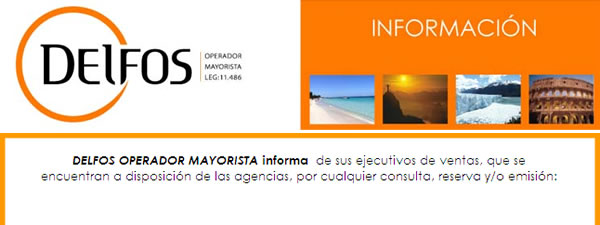 DELFOS
OPERADOR
MAYORISTA
LEG:11.486
INFORMACIÓN
DELFOS OPERADOR MAYORISTA informa de sus ejecutivos de ventas, que se
encuentran a disposición de las agencias, por cualquier consulta, reserva y/o emisión: